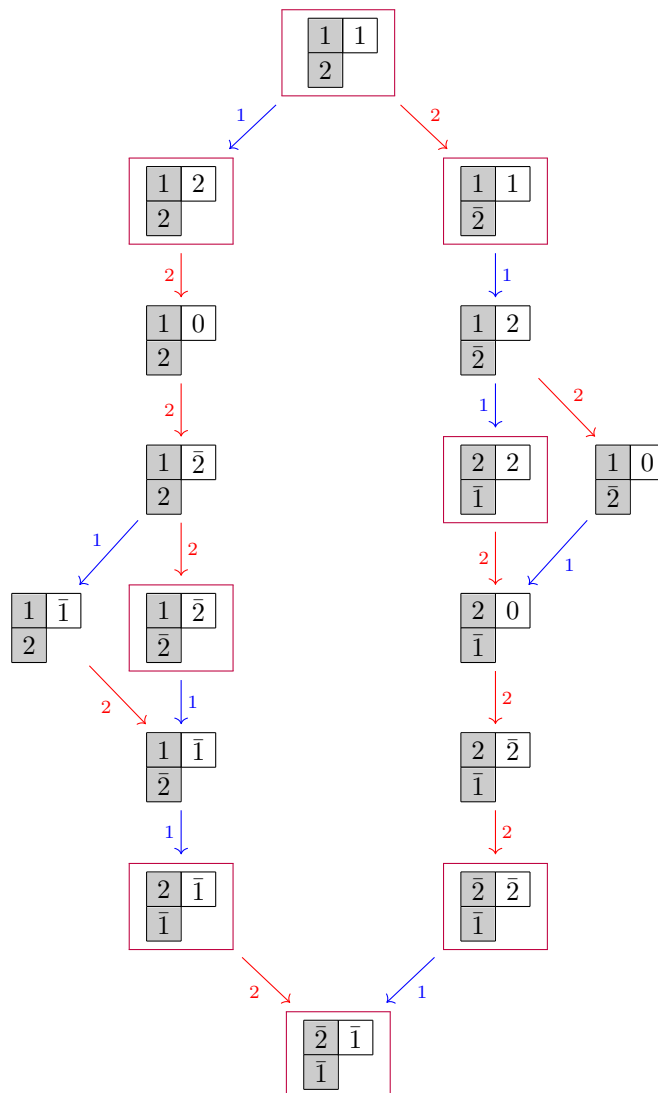 1 1
2
1 2
1 2 1 1
2 2̄
2 1
1 0 1 2
2 2̄
2 1 2
1 2̄ 2 2 1 0
2 1̄ 2̄
1 2 2 1
1 1̄ 1 2̄ 2 0
2 2̄ 1̄
2 1 2
1 1̄ 2 2̄
2̄ 1̄
1 2
2 1̄ 2̄ 2̄
1̄ 1̄
2 1
2̄ 1̄
1̄